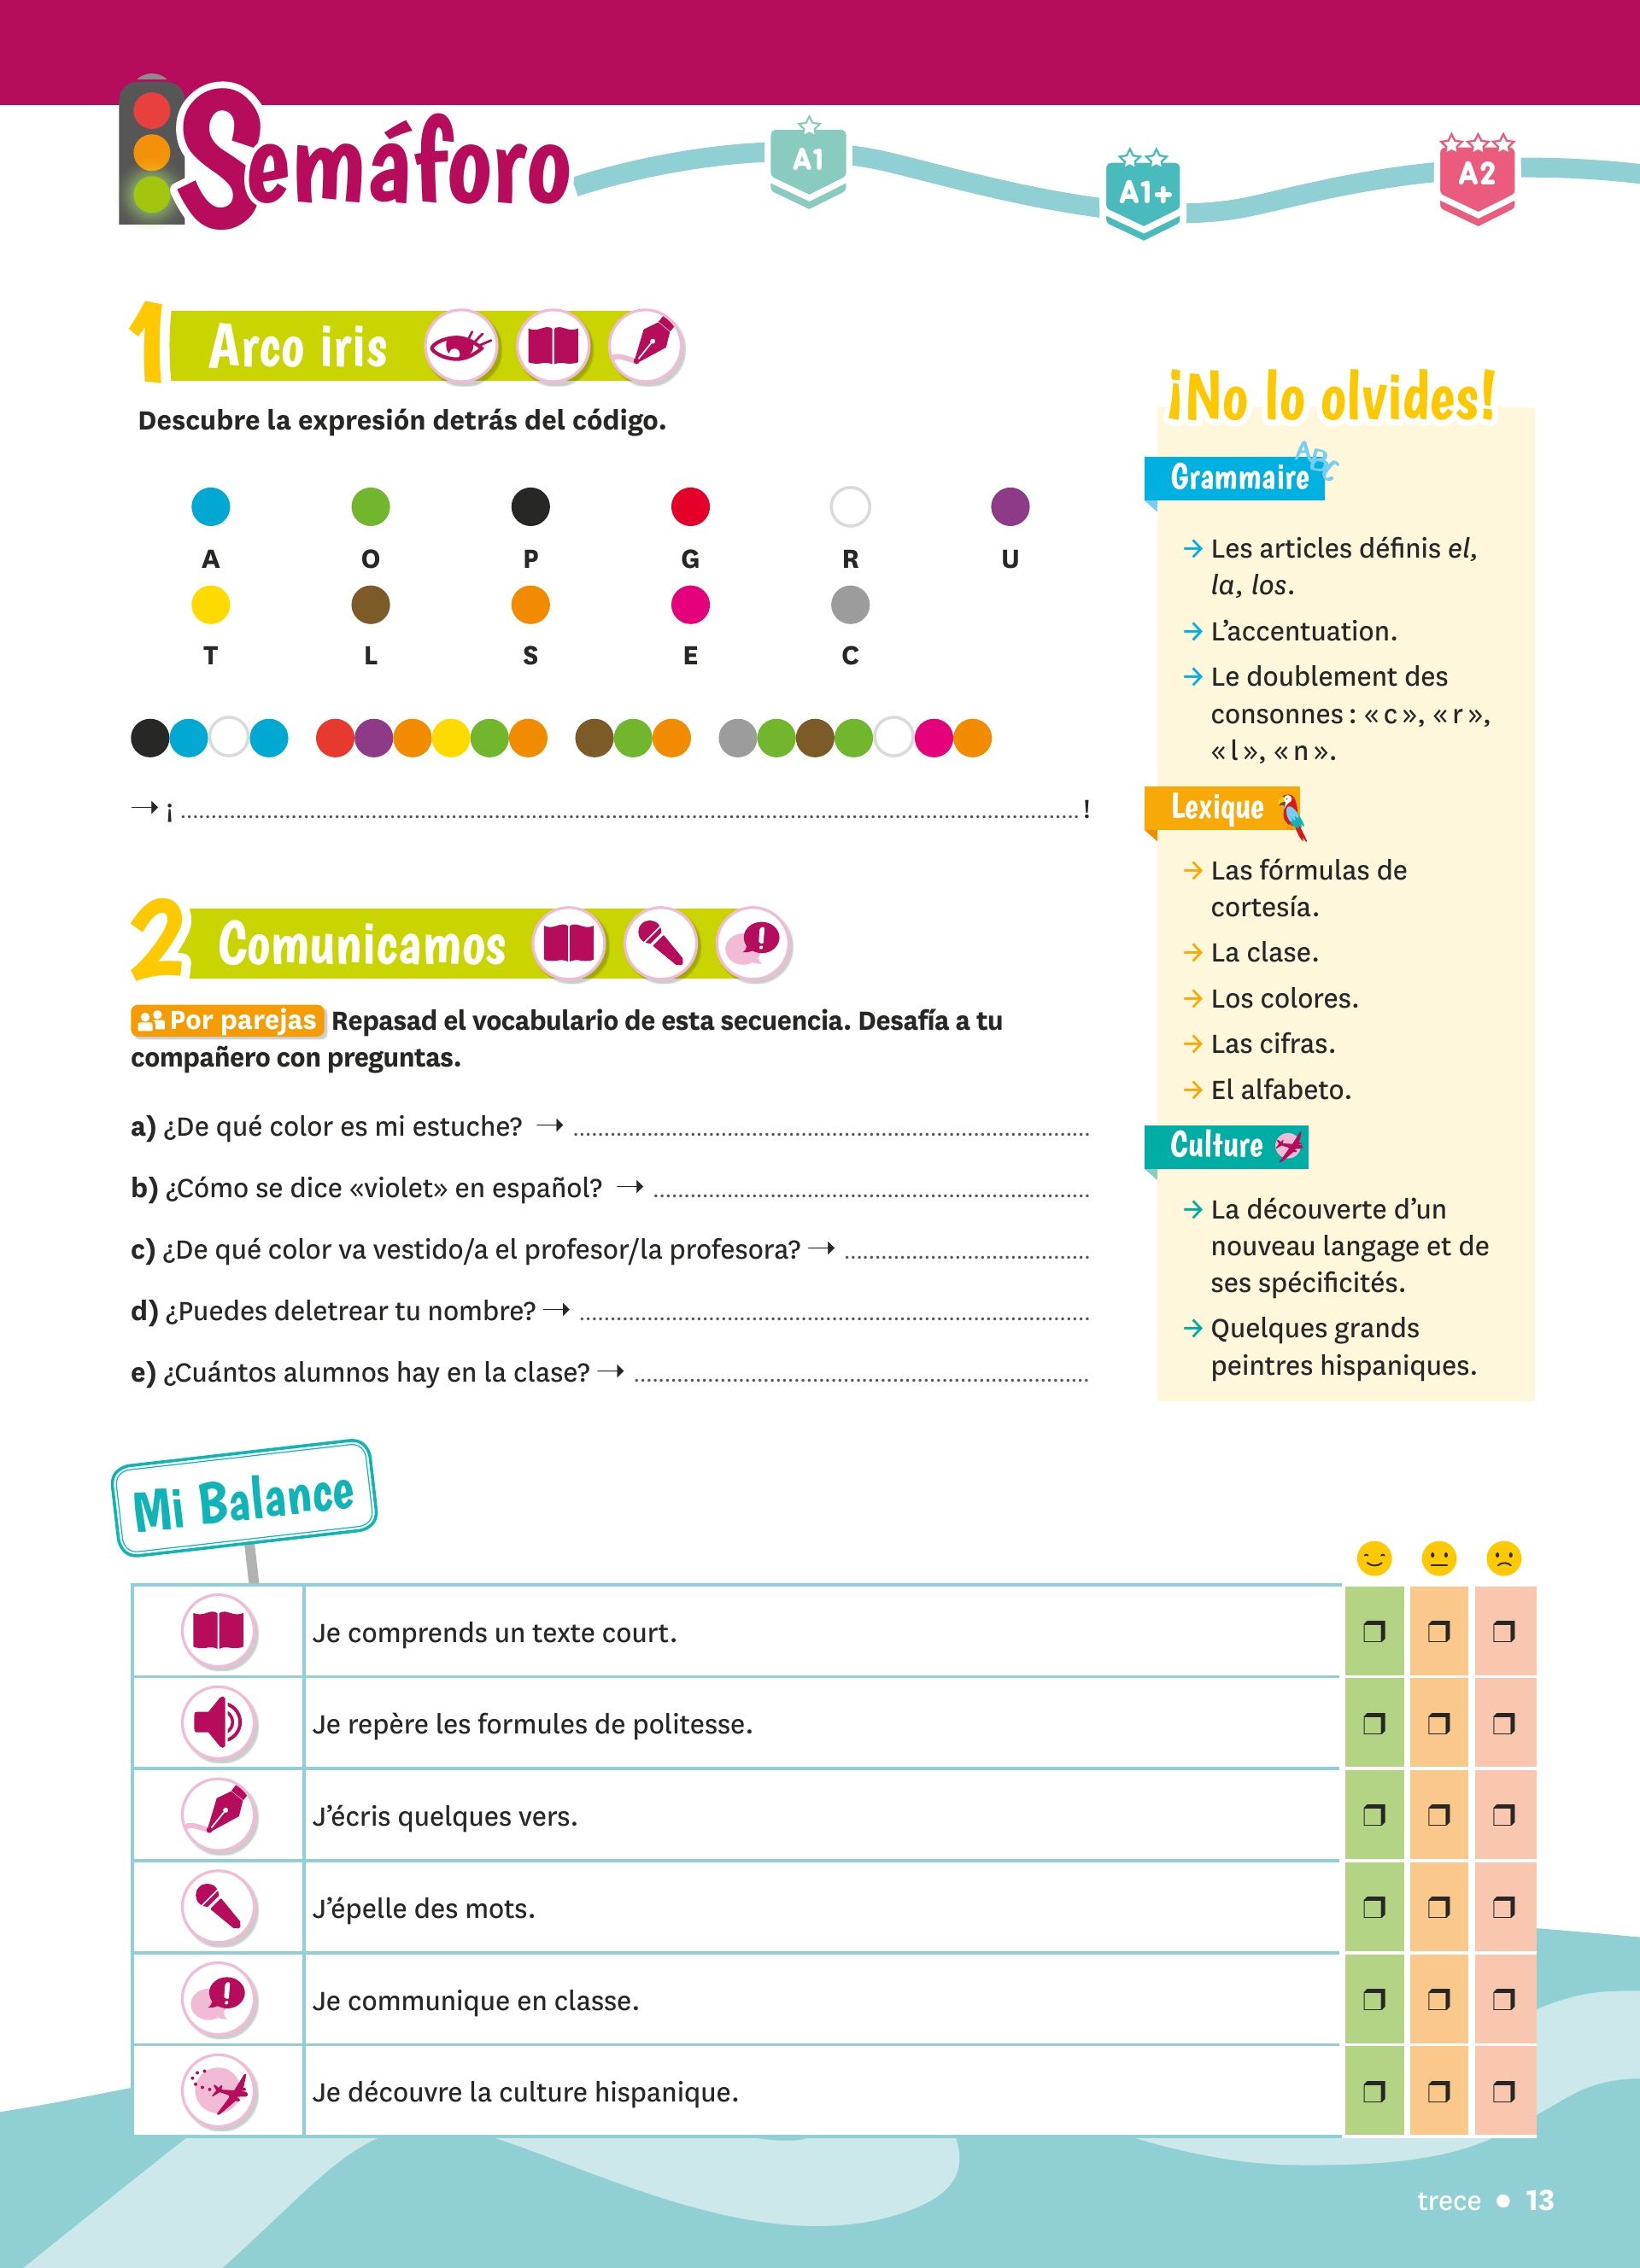 Semáforo
A1
A1+
A2
1 Arco iris
Descubre la expresión detrás del código.
A O P G R U
T L S E C
→ ¡ !
2 Comunicamos
Por parejas Repasad el vocabulario de esta secuencia. Desafía a tu
compañero con preguntas.
a) ¿De qué color es mi estuche? →
b) ¿Cómo se dice «violet» en español? →
c) ¿De qué color va vestido/a el profesor/la profesora? →
d) ¿Puedes deletrear tu nombre? →
e) ¿Cuántos alumnos hay en la clase? →
¡No lo olvides!
Grammaire ABC
→ Les articles définis el,
la, los.
→ L’accentuation.
→ Le doublement des
consonnes : « c », « r »,
« l », « n ».
Lexique
→ Las fórmulas de
cortesía.
→ La clase.
→ Los colores.
→ Las cifras.
→ El alfabeto.
Culture
→ La découverte d’un
nouveau langage et de
ses spécificités.
→ Quelques grands
peintres hispaniques.
Mi Balance
Je comprends un texte court.
Je repère les formules de politesse.
J’écris quelques vers.
J’épelle des mots.
Je communique en classe.
Je découvre la culture hispanique.
trece • 13